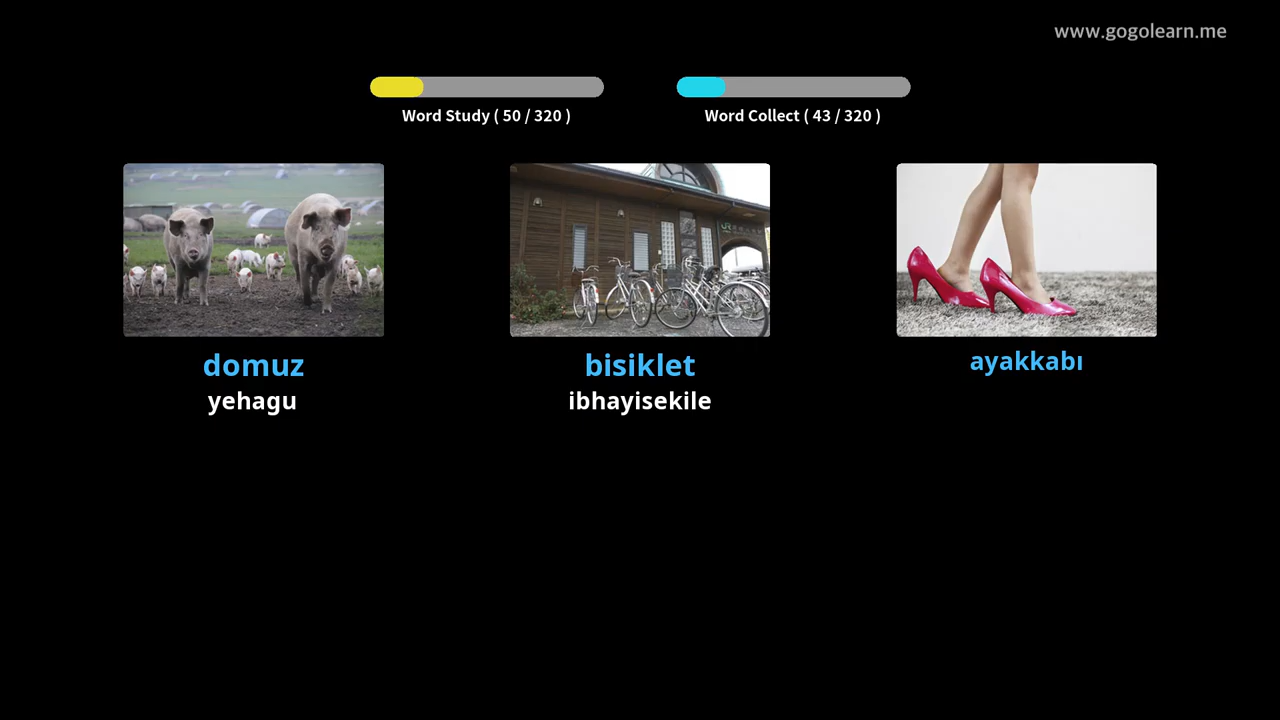 www.gogolearn.me
Word Study ( 50 / 320 )
Word Collect ( 43 / 320 )
domuz
bisiklet
ayakkabı
yehagu
ibhayisekile